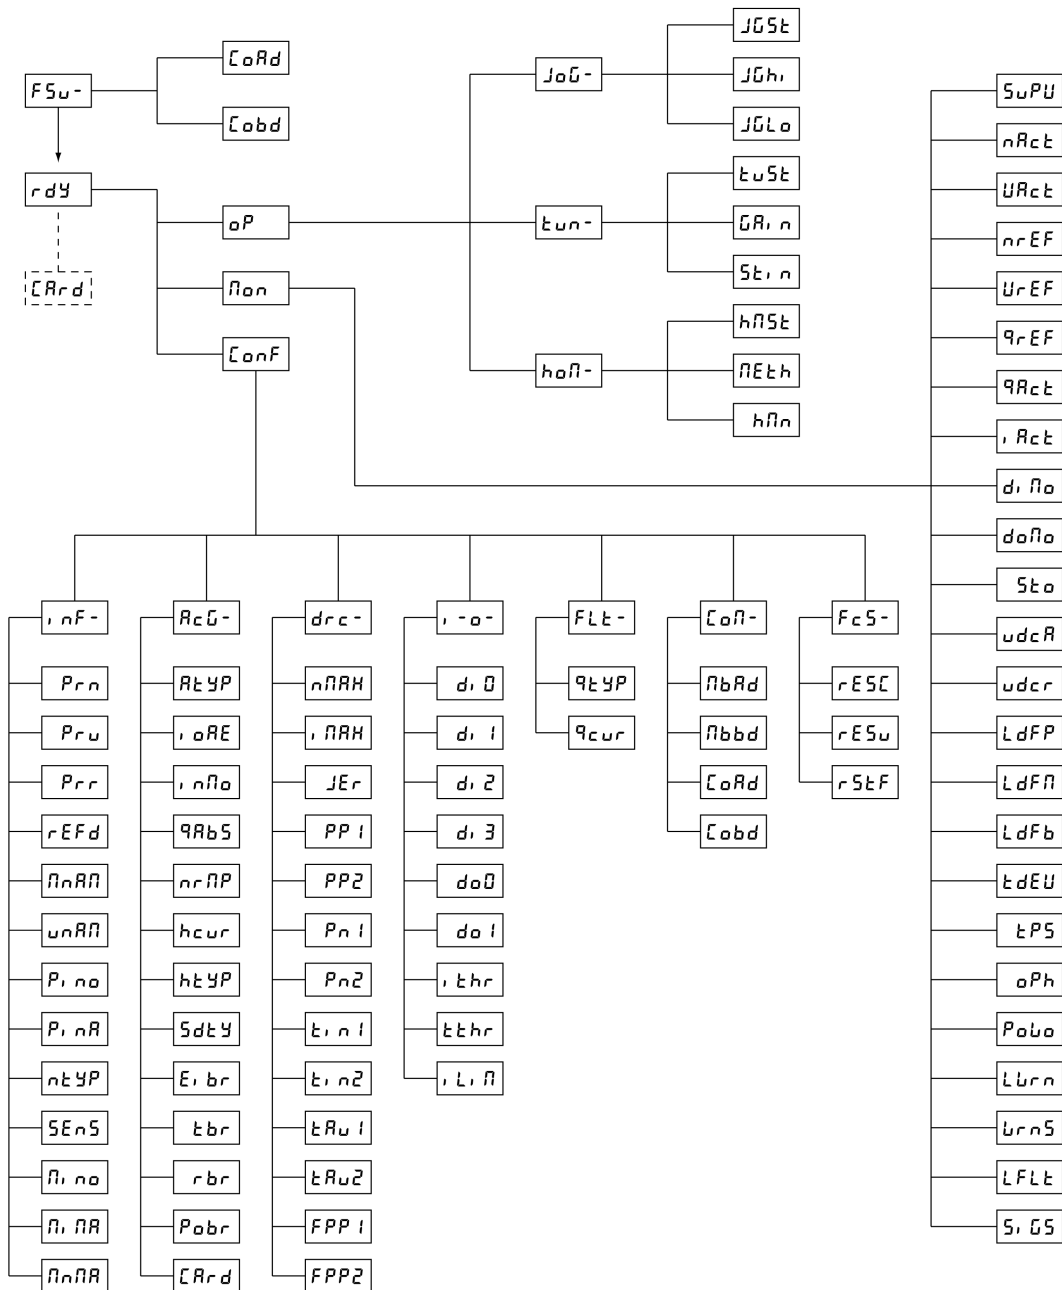 FSu-
CoAd
Cobd
rdY
CArd
oP
Mon
ConF
JoG-
JGSt
JGhi
JGLo
tun-
tuSt
GAin
Stin
hoM-
hMSt
MEth
hMn
SuPV
nAct
VAct
nrEF
VrEF
qrEF
qAct
iAct
diMo
doMo
Sto
udcA
udcr
LdFP
LdFM
LdFb
tdEV
tPS
oPh
PoWo
LWrn
WrnS
LFLt
SiGS
inF-
Prn
Pru
Prr
rEFd
MnAM
unAM
Pino
PinA
ntYP
SEnS
Mino
MiMA
MnMA
AcG-
AtYP
ioAE
inMo
qAbS
nrMP
hcur
htYP
SdtY
Eibr
tbr
rbr
Pobr
CArd
drc-
nMAX
iMAX
JEr
PP1
PP2
Pn1
Pn2
tin1
tin2
tAu1
tAu2
FPP1
FPP2
i-o-
di0
di1
di2
di3
do0
do1
ithr
tthr
iLiM
FLt-
qtYP
qcur
CoM-
MbAd
Mbbd
CoAd
Cobd
FcS-
rESC
rESu
rStF